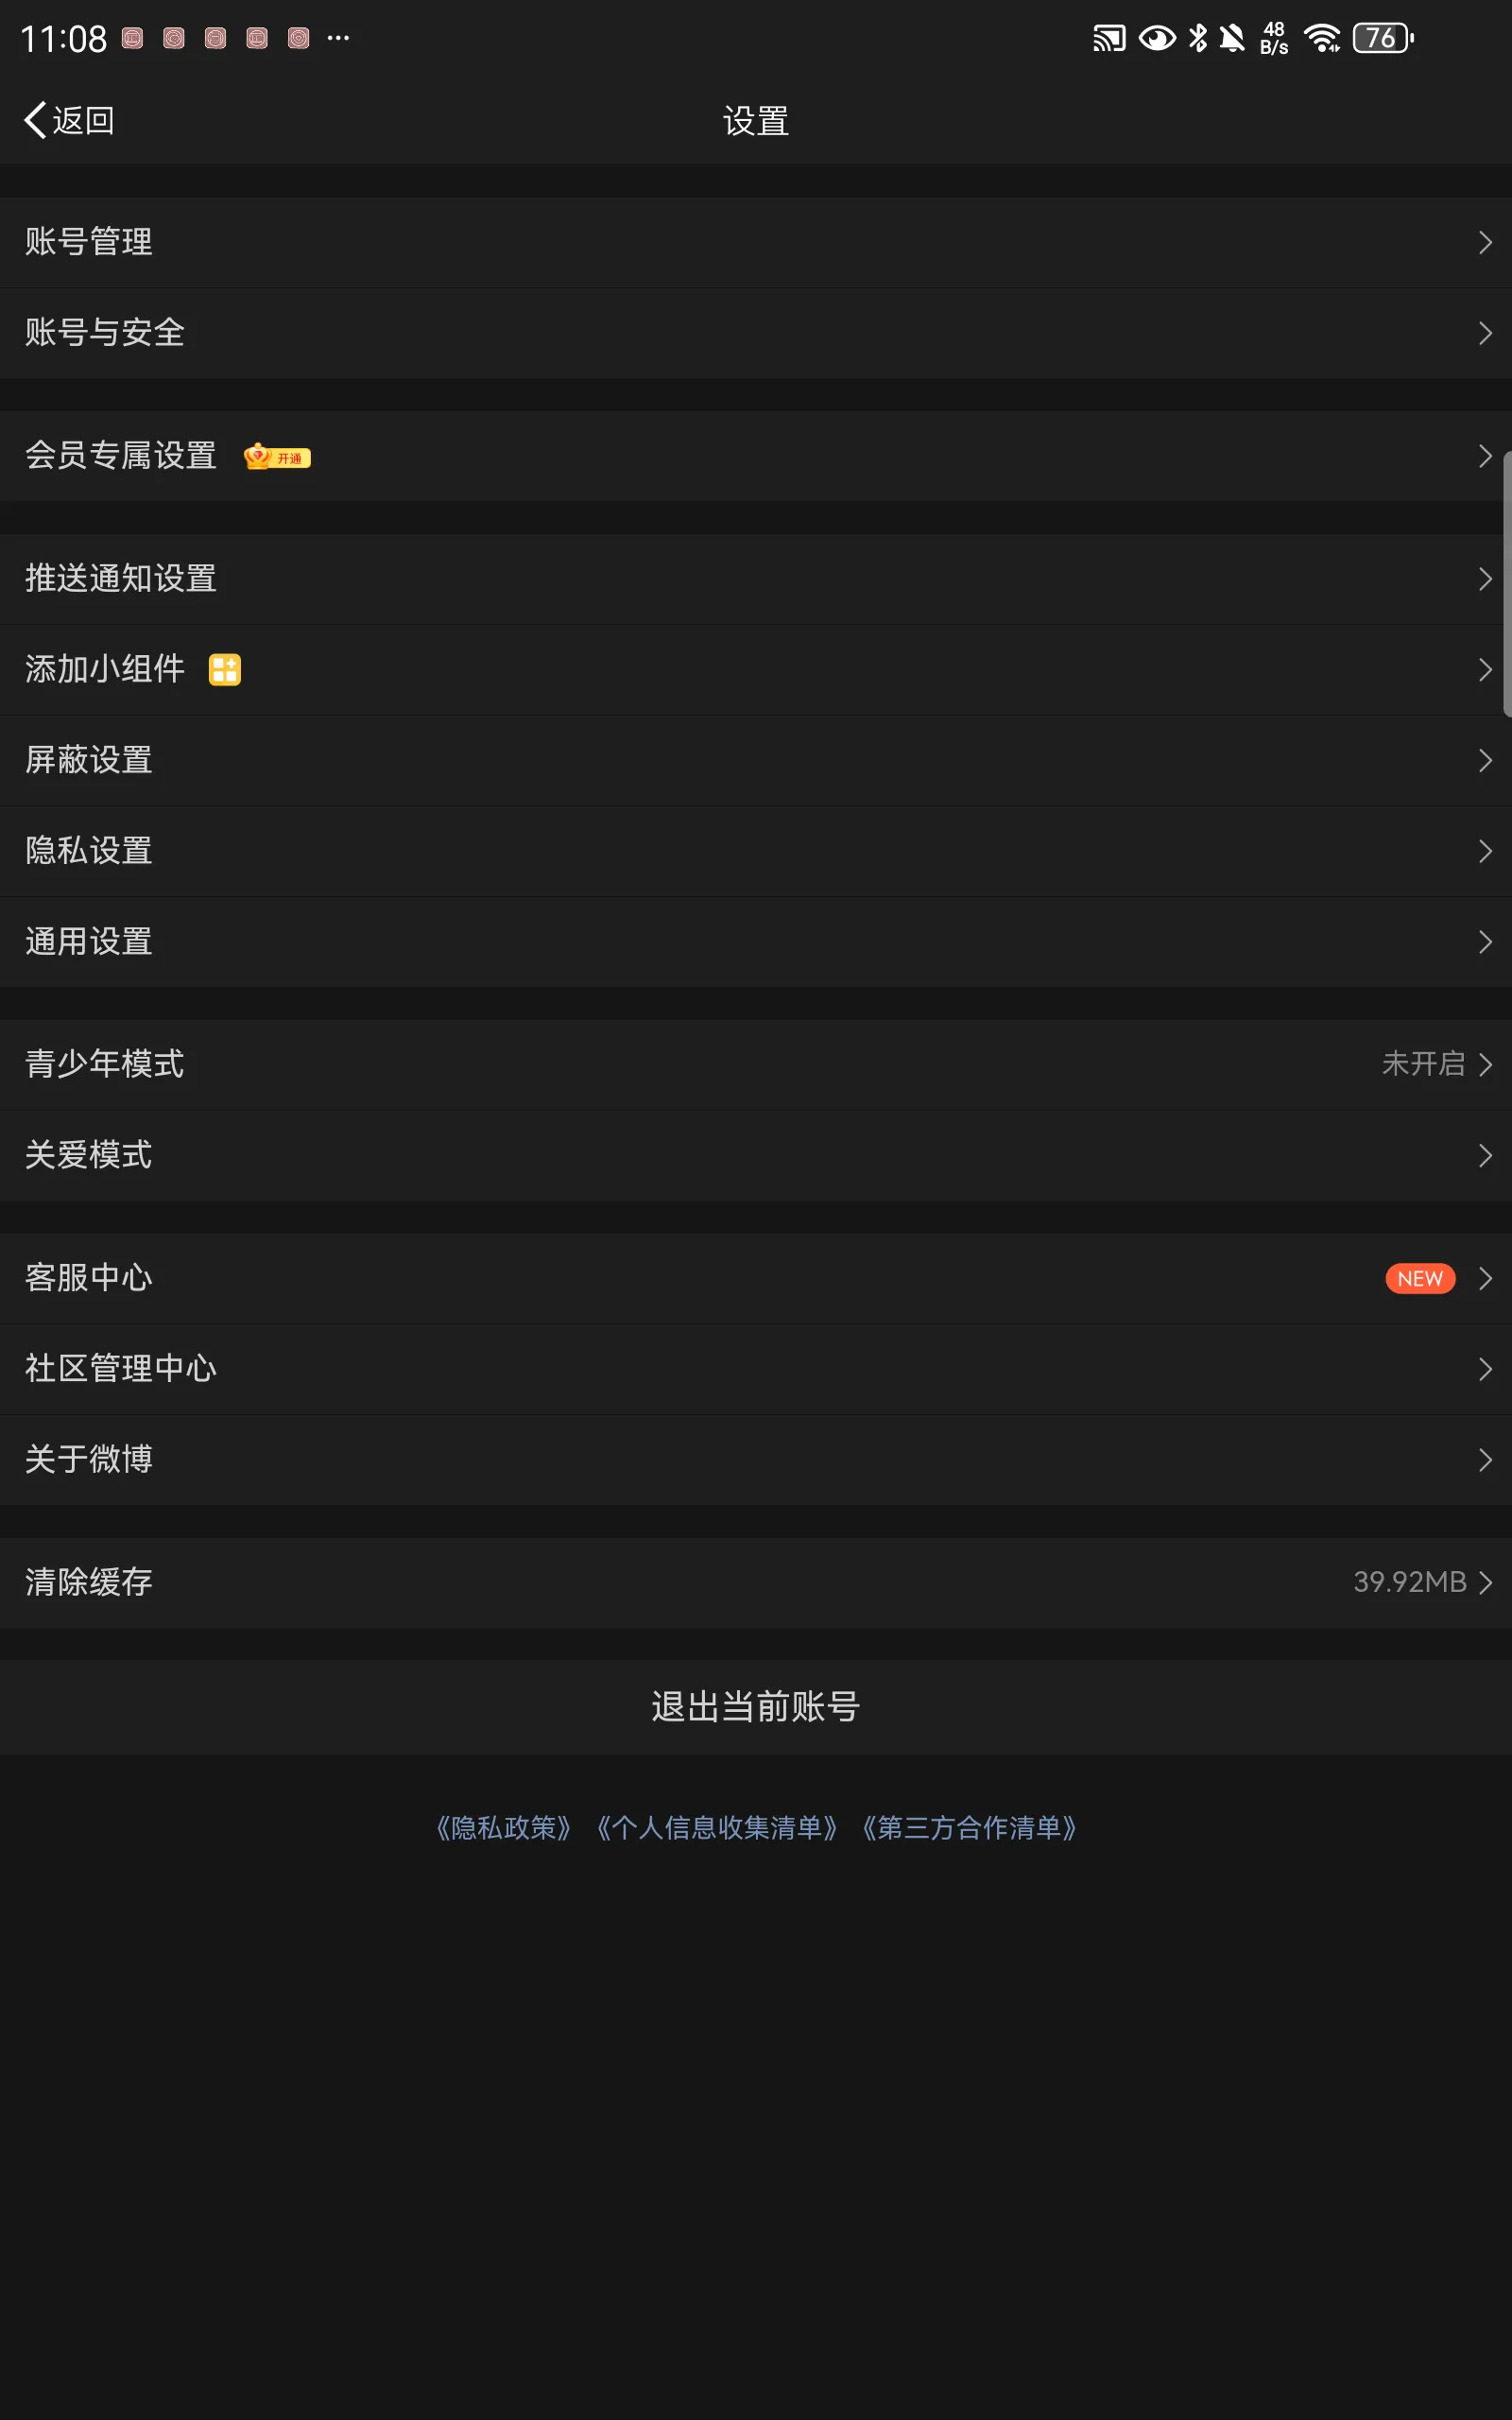 11:08 ··· 48 B/s 76
返回 设置
账号管理
账号与安全
会员专属设置 开通
推送通知设置
添加小组件
屏蔽设置
隐私设置
通用设置
青少年模式 未开启
关爱模式
客服中心 NEW
社区管理中心
关于微博
清除缓存 39.92MB
退出当前账号
《隐私政策》《个人信息收集清单》《第三方合作清单》